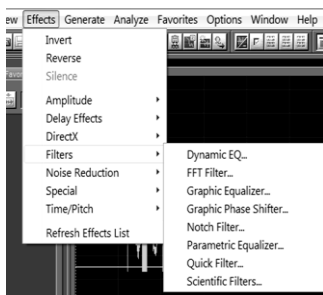 ew Effects Generate Analyze Favorites Options Window Help
Invert
Reverse
Silence
Amplitude
Delay Effects
DirectX
Filters
Noise Reduction
Special
Time/Pitch
Refresh Effects List
Dynamic EQ...
FFT Filter...
Graphic Equalizer...
Graphic Phase Shifter...
Notch Filter...
Parametric Equalizer...
Quick Filter...
Scientific Filters...